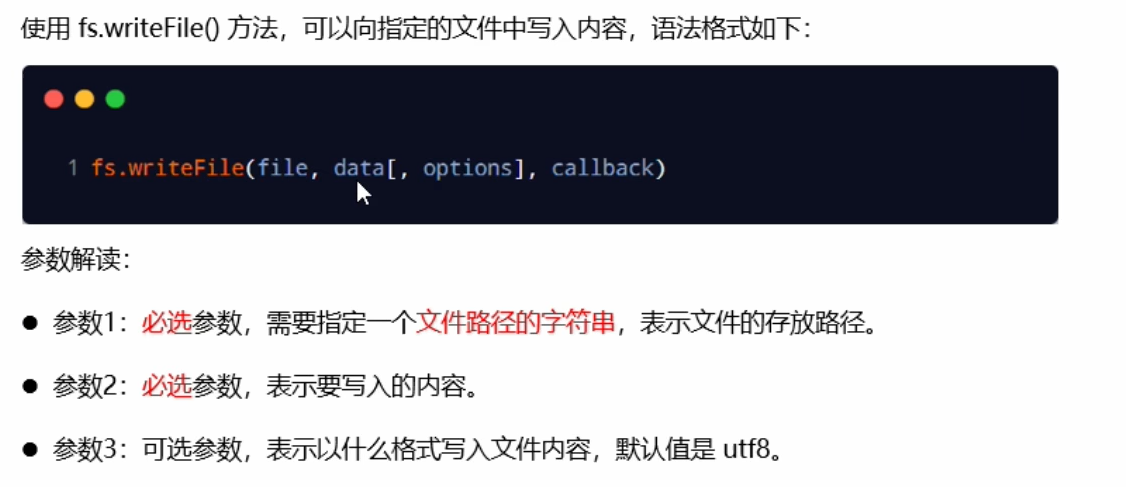 使用 fs.writeFile() 方法，可以向指定的文件中写入内容，语法格式如下：
1 fs.writeFile(file, data[, options], callback)
参数解读：
● 参数1：必选参数，需要指定一个文件路径的字符串，表示文件的存放路径。
● 参数2：必选参数，表示要写入的内容。
● 参数3：可选参数，表示以什么格式写入文件内容，默认值是 utf8。